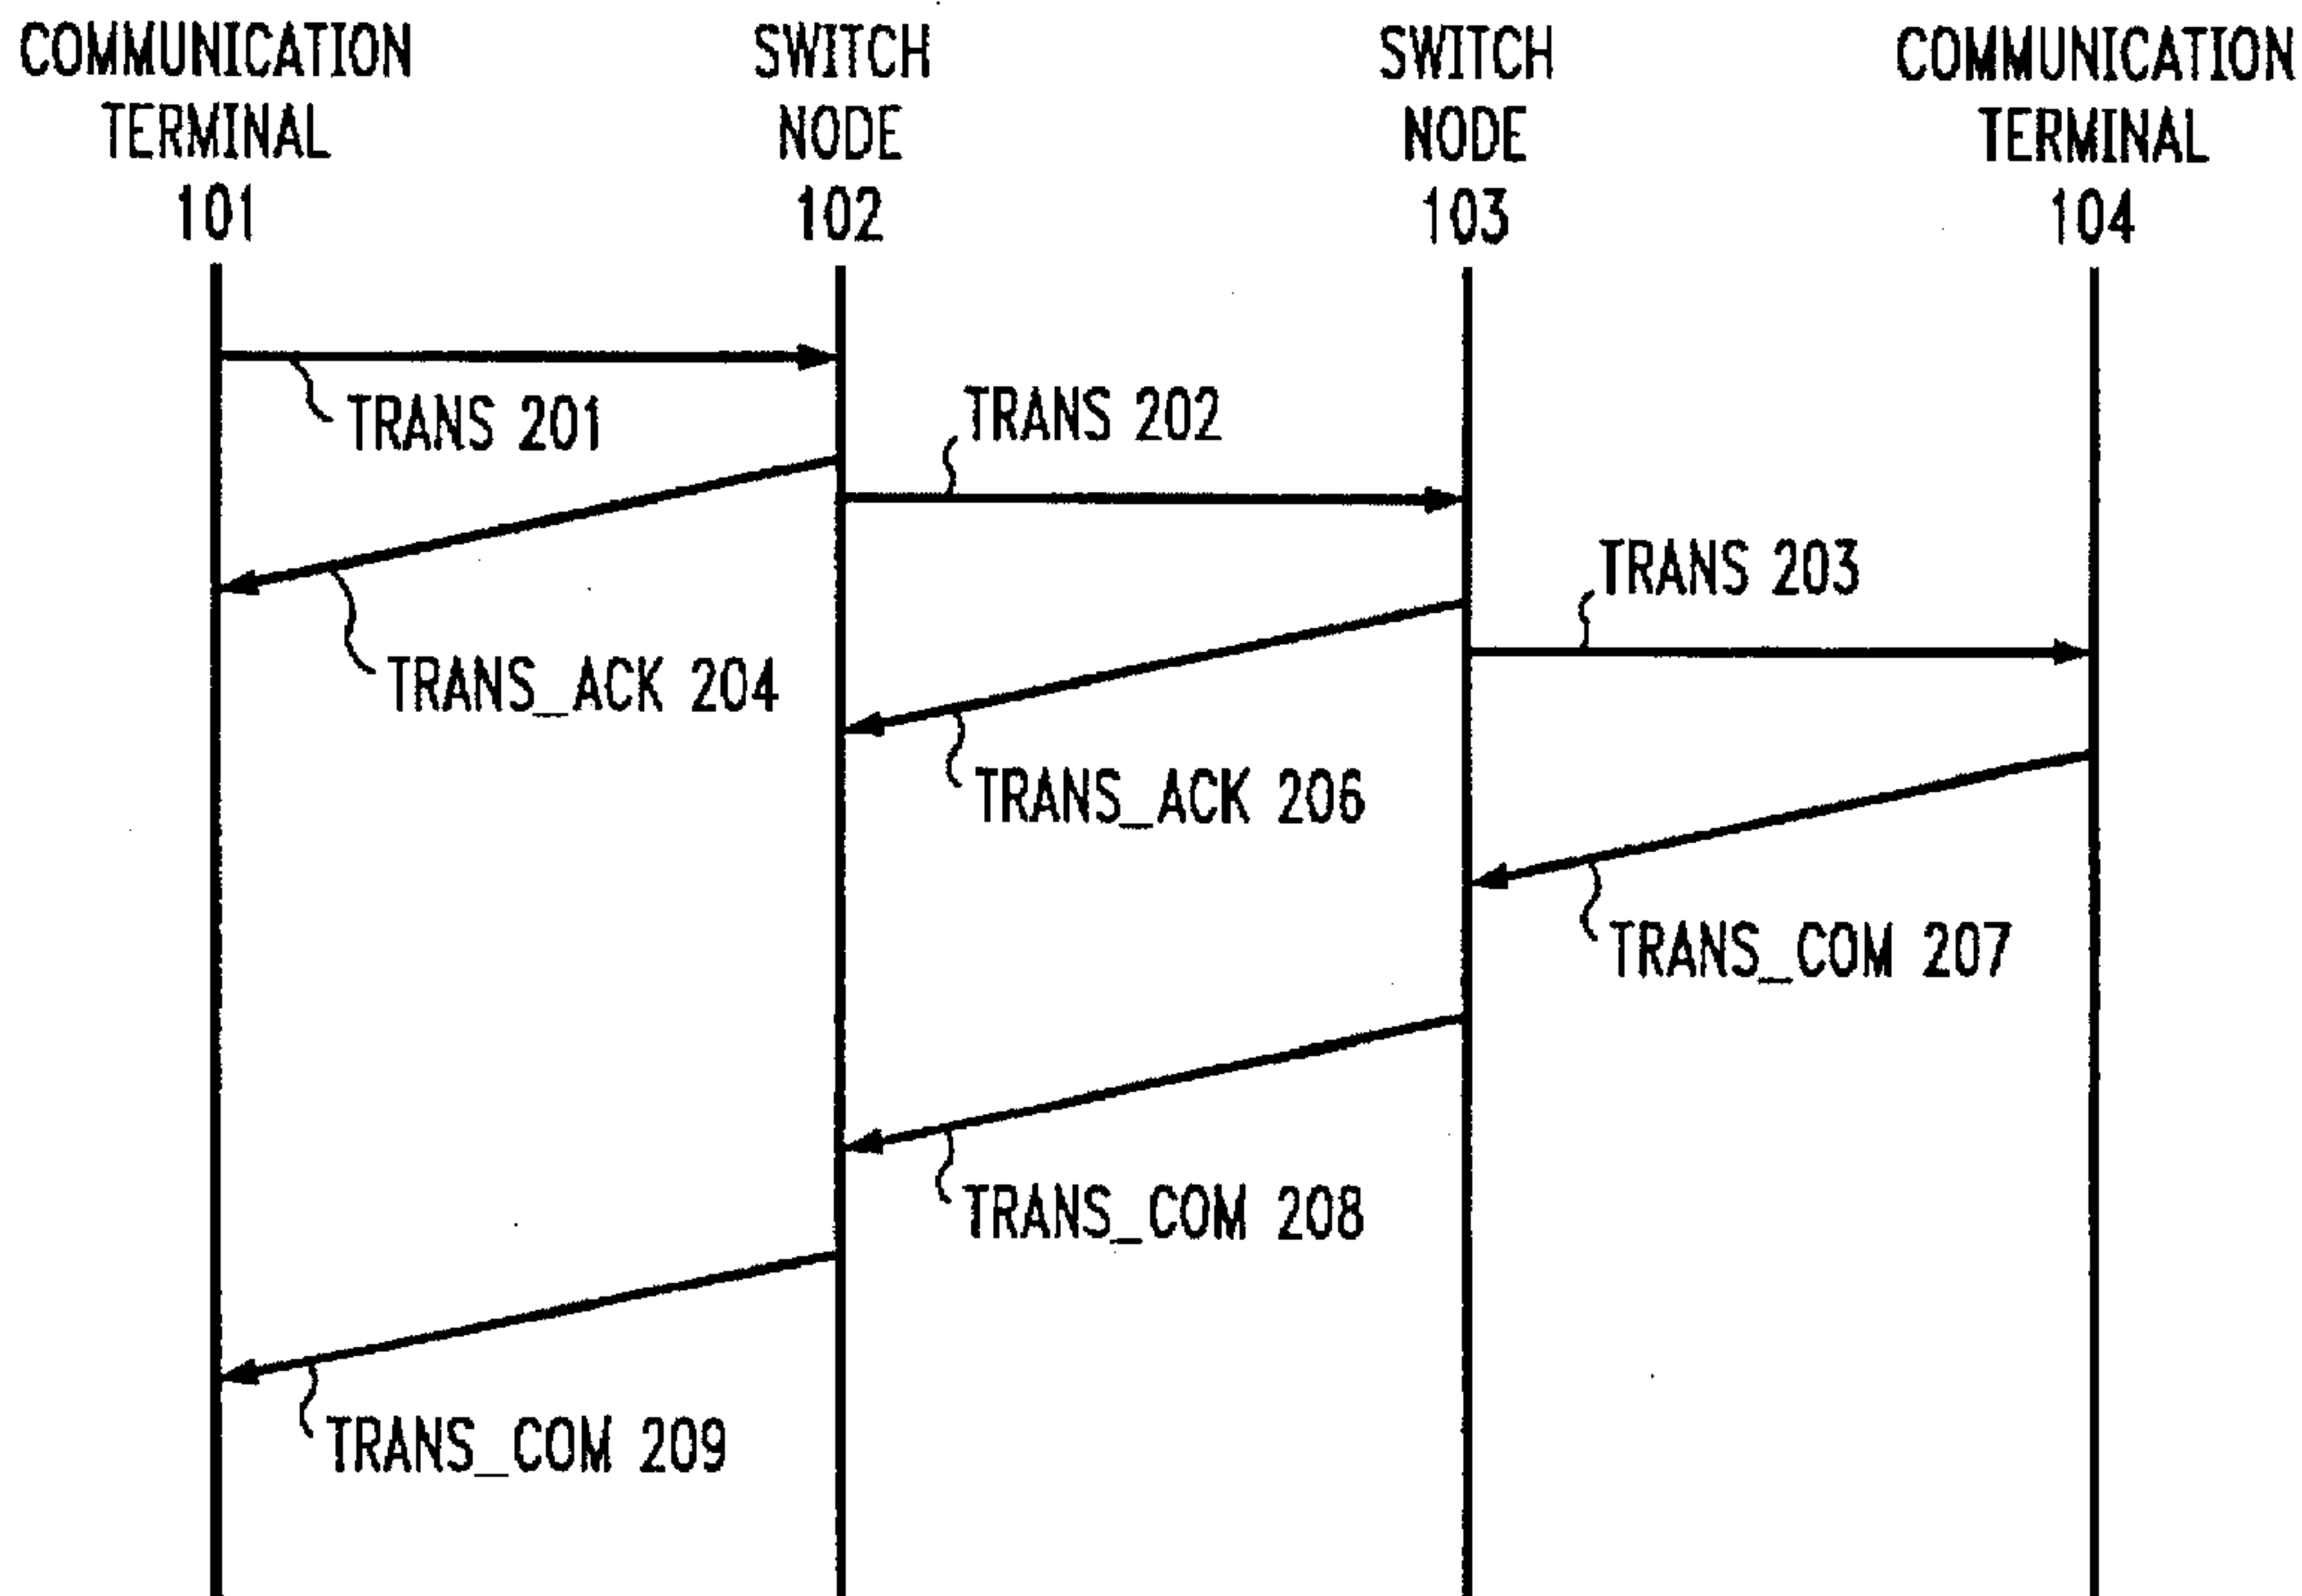 COMMUNICATION TERMINAL 101
SWITCH NODE 102
SWITCH NODE 103
COMMUNICATION TERMINAL 104
TRANS 201
TRANS 202
TRANS 203
TRANS_ACK 204
TRANS_ACK 206
TRANS_COM 207
TRANS_COM 208
TRANS_COM 209